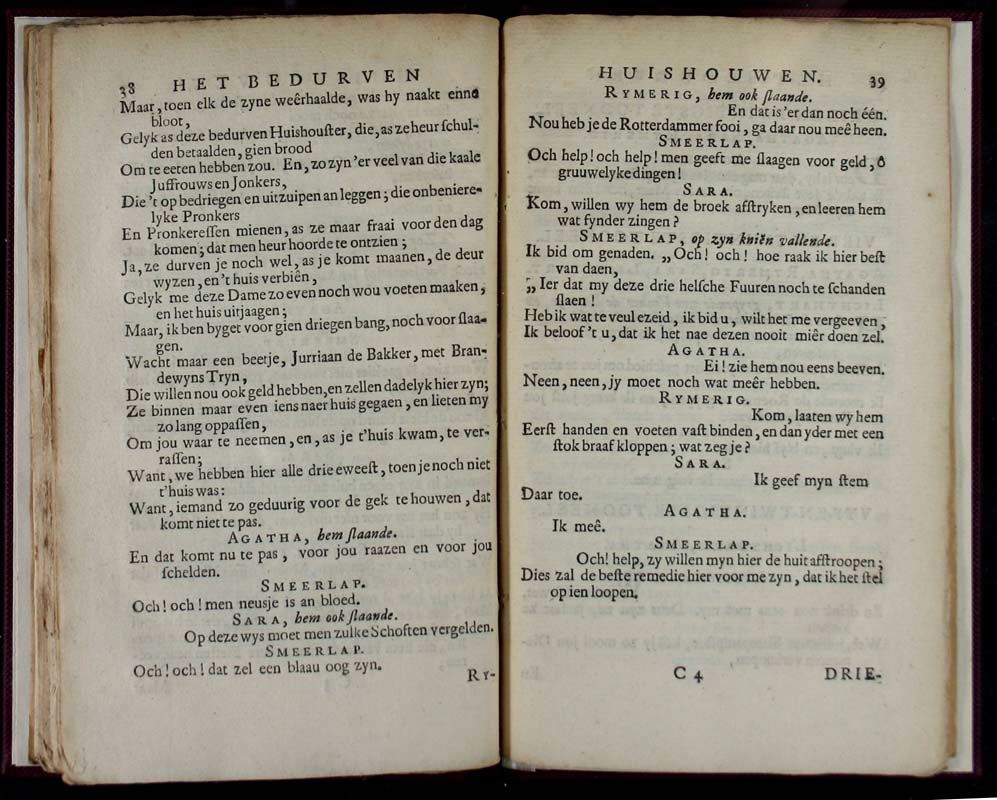 38 HET BEDURVEN
Maar, toen elk de zyne weêrhaalde, was hy naakt enne
bloot,
Gelyk as deze bedurven Huishouſter, die, as ze heur ſchul-
den betaalden, gien brood
Om te eeten hebben zou. En, zo zyn 'er veel van die kaale
Juffrouws en Jonkers,
Die 't op bedriegen en uitzuipen an leggen; die onbeniere-
lyke Pronkers
En Pronkereſſen mienen, as ze maar fraai voor den dag
komen; dat men heur hoorde te ontzien;
Ja, ze durven je noch wel, as je komt maanen, de deur
wyzen, en 't huis verbiên,
Gelyk me deze Dame zo even noch wou voeten maaken,
en het huis uitjaagen;
Maar, ik ben byget voor gien driegen bang, noch voor ſlaa-
gen.
Wacht maar een beetje, Jurriaan de Bakker, met Bran-
dewyns Tryn,
Die willen nou ook geld hebben, en zellen dadelyk hier zyn;
Ze binnen maar even iens naer huis gegaen, en lieten my
zo lang oppaſſen,
Om jou waar te neemen, en, as je t'huis kwam, te ver-
raſſen;
Want, we hebben hier alle drie eweeſt, toen je noch niet
t'huis was:
Want, iemand zo geduurig voor de gek te houwen, dat
komt niet te pas.
AGATHA, hem ſlaande.
En dat komt nu te pas, voor jou raazen en voor jou
ſchelden.
SMEERLAP.
Och! och! men neusje is an bloed.
SARA, hem ook ſlaande.
Op deze wys moet men zulke Schoften vergelden.
SMEERLAP.
Och! och! dat zel een blaau oog zyn.
RY-
HUISHOUWEN. 39
RYMERIG, hem ook ſlaande.
En dat is 'er dan noch één.
Nou heb je de Rotterdammer fooi, ga daar nou meê heen.
SMEERLAP.
Och help! och help! men geeft me ſlaagen voor geld, ô
gruuwelyke dingen!
SARA.
Kom, willen wy hem de broek afſtryken, en leeren hem
wat fynder zingen?
SMEERLAP, op zyn kniën vallende.
Ik bid om genaden. „Och! och! hoe raak ik hier beſt
van daen,
„ Ier dat my deze drie helſche Fuuren noch te ſchanden
ſlaen!
Heb ik wat te veul ezeid, ik bid u, wilt het me vergeeven,
Ik beloof 't u, dat ik het nae dezen nooit miêr doen zel.
AGATHA.
Ei! zie hem nou eens beeven.
Neen, neen, jy moet noch wat meêr hebben.
RYMERIG.
Kom, laaten wy hem
Eerſt handen en voeten vaſt binden, en dan yder met een
ſtok braaf kloppen; wat zeg je?
SARA.
Ik geef myn ſtem
Daar toe.
AGATHA.
Ik meê.
SMEERLAP.
Och! help, zy willen myn hier de huit afſtroopen;
Dies zal de beſte remedie hier voor me zyn, dat ik het ſtel
op ien loopen.
C 4 DRIE-